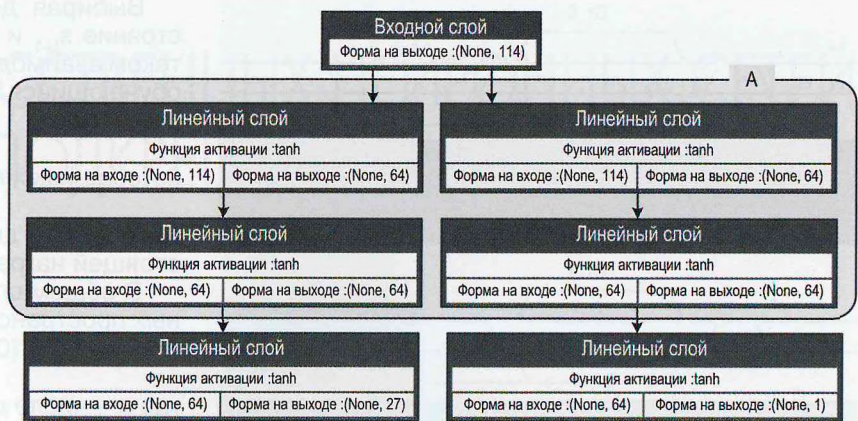 Входной слой
Форма на выходе :(None, 114)
A
Линейный слой
Функция активации :tanh
Форма на входе :(None, 114) Форма на выходе :(None, 64)
Линейный слой
Функция активации :tanh
Форма на входе :(None, 114) Форма на выходе :(None, 64)
Линейный слой
Функция активации :tanh
Форма на входе :(None, 64) Форма на выходе :(None, 64)
Линейный слой
Функция активации :tanh
Форма на входе :(None, 64) Форма на выходе :(None, 64)
Линейный слой
Функция активации :tanh
Форма на входе :(None, 64) Форма на выходе :(None, 27)
Линейный слой
Функция активации :tanh
Форма на входе :(None, 64) Форма на выходе :(None, 1)